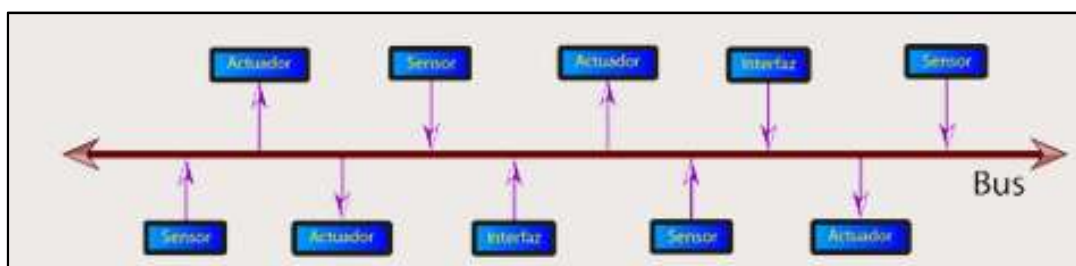 Actuador
Sensor
Actuador
Interfaz
Sensor
Bus
Sensor
Actuador
Interfaz
Sensor
Actuador